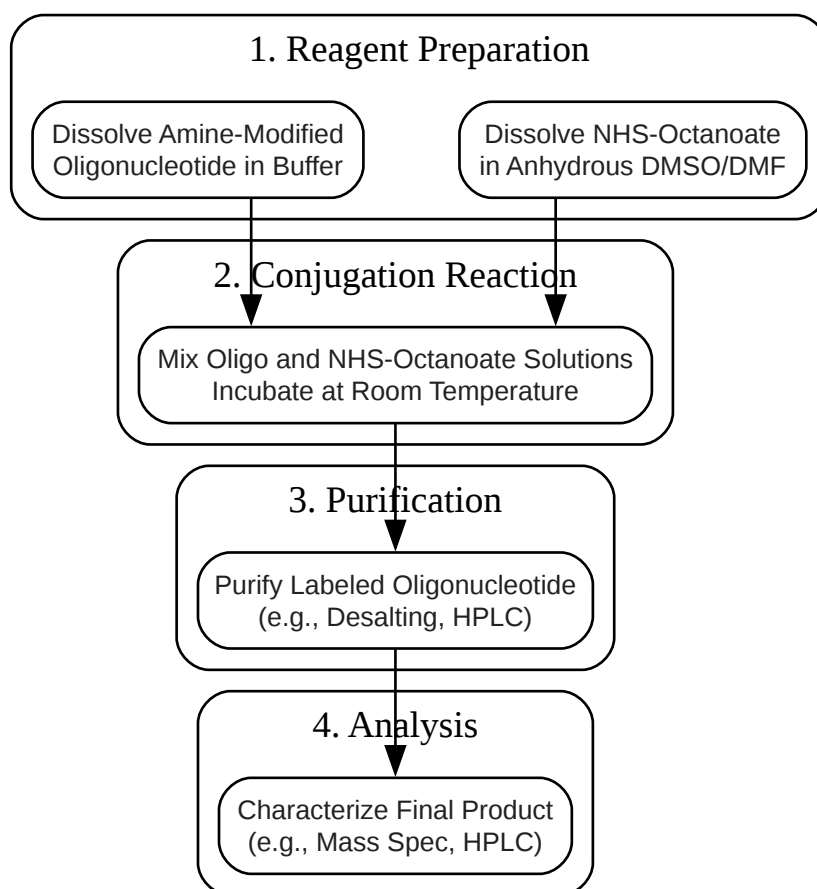 1. Reagent Preparation
Dissolve Amine-Modified
Oligonucleotide in Buffer
Dissolve NHS-Octanoate
in Anhydrous DMSO/DMF
2. Conjugation Reaction
Mix Oligo and NHS-Octanoate Solutions
Incubate at Room Temperature
3. Purification
Purify Labeled Oligonucleotide
(e.g., Desalting, HPLC)
4. Analysis
Characterize Final Product
(e.g., Mass Spec, HPLC)